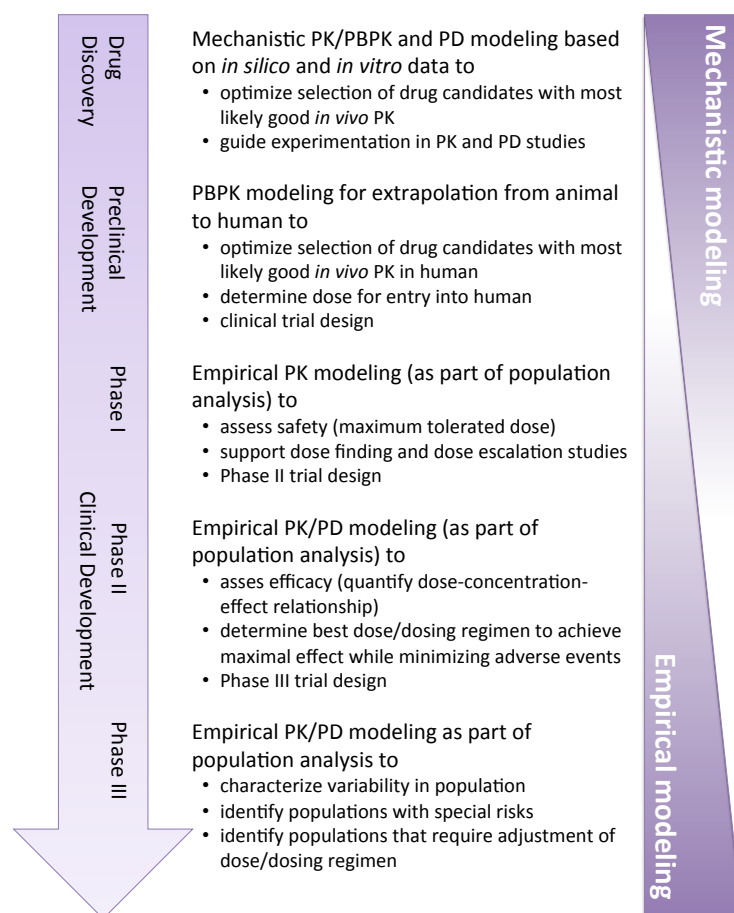 Drug
Discovery
Mechanistic PK/PBPK and PD modeling based
on in silico and in vitro data to
• optimize selection of drug candidates with most
likely good in vivo PK
• guide experimentation in PK and PD studies
Mechanistic modeling
Preclinical
Development
PBPK modeling for extrapolation from animal
to human to
• optimize selection of drug candidates with most
likely good in vivo PK in human
• determine dose for entry into human
• clinical trial design
Phase I
Empirical PK modeling (as part of population
analysis) to
• assess safety (maximum tolerated dose)
• support dose finding and dose escalation studies
• Phase II trial design
Phase II
Clinical Development
Empirical PK/PD modeling (as part of
population analysis) to
• asses efficacy (quantify dose-concentration-
effect relationship)
• determine best dose/dosing regimen to achieve
maximal effect while minimizing adverse events
• Phase III trial design
Empirical modeling
Phase III
Empirical PK/PD modeling as part of
population analysis to
• characterize variability in population
• identify populations with special risks
• identify populations that require adjustment of
dose/dosing regimen